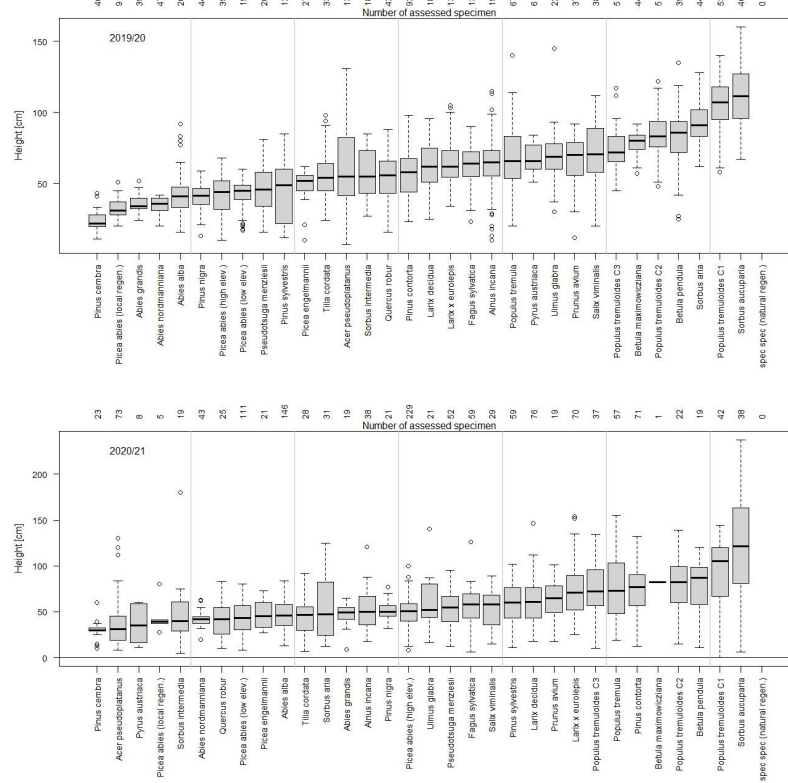 Number of assessed specimen
2019/20
Height [cm]
150
100
50
Pinus cembra
Picea abies (local regen.)
Abies grandis
Abies nordmanniana
Abies alba
Pinus nigra
Picea abies (high elev.)
Picea abies (low elev.)
Pseudotsuga menziesii
Pinus sylvestris
Picea engelmannii
Tilia cordata
Acer pseudoplatanus
Sorbus intermedia
Quercus robur
Pinus contorta
Larix decidua
Larix x eurolepis
Fagus sylvatica
Alnus incana
Populus tremula
Pyrus austriaca
Ulmus glabra
Prunus avium
Salix viminalis
Populus tremuloides C3
Betula maximowicziana
Populus tremuloides C2
Betula pendula
Sorbus aria
Populus tremuloides C1
Sorbus aucuparia
spec spec (natural regen.)
23 73 8 5 19 43 25 111 21 146 28 31 19 38 21 229 21 52 59 29 59 76 19 70 37 57 71 1 22 19 42 38 0
Number of assessed specimen
2020/21
Height [cm]
200
150
100
50
0
Pinus cembra
Acer pseudoplatanus
Pyrus austriaca
Picea abies (local regen.)
Sorbus intermedia
Abies nordmanniana
Quercus robur
Picea abies (low elev.)
Picea engelmannii
Abies alba
Tilia cordata
Sorbus aria
Abies grandis
Alnus incana
Pinus nigra
Picea abies (high elev.)
Ulmus glabra
Pseudotsuga menziesii
Fagus sylvatica
Salix viminalis
Pinus sylvestris
Larix decidua
Prunus avium
Larix x eurolepis
Populus tremuloides C3
Populus tremula
Pinus contorta
Betula maximowicziana
Populus tremuloides C2
Betula pendula
Populus tremuloides C1
Sorbus aucuparia
spec spec (natural regen.)